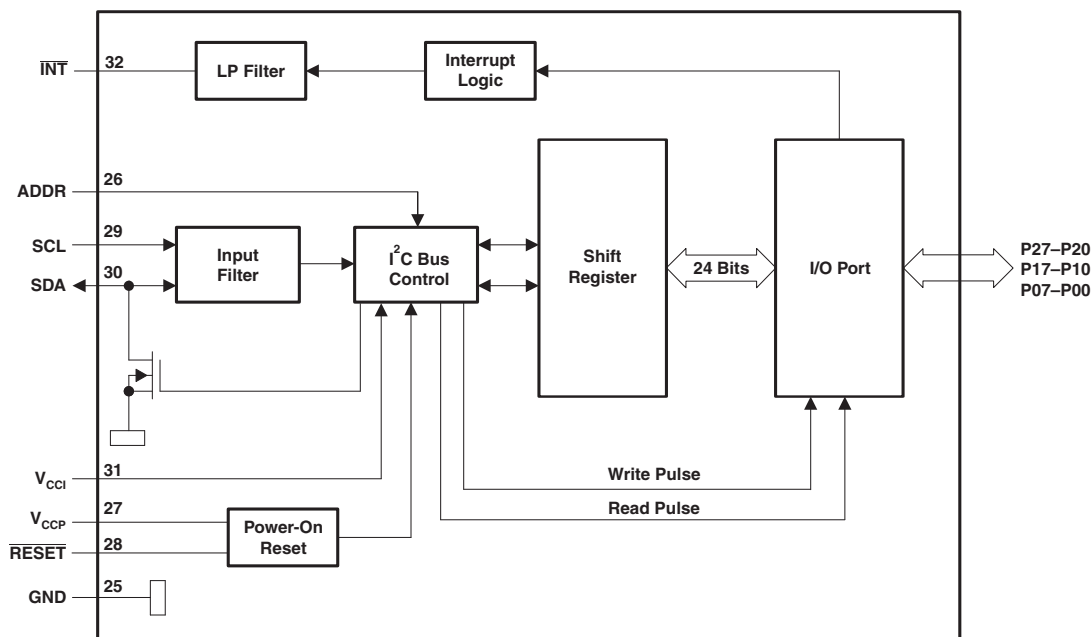 INT 32
LP Filter
Interrupt
Logic
ADDR 26
SCL 29
SDA 30
Input
Filter
I²C Bus
Control
Shift
Register
24 Bits
I/O Port
P27–P20
P17–P10
P07–P00
VCCI 31
Write Pulse
VCCP 27
Read Pulse
RESET 28
Power-On
Reset
GND 25